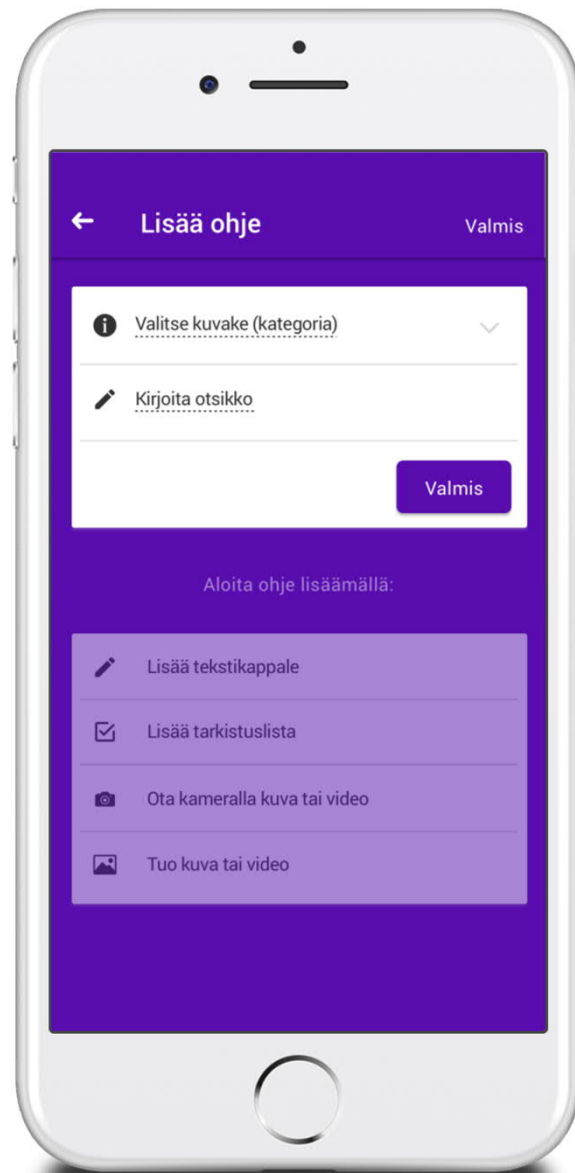 Lisää ohje
Valmis
Valitse kuvake (kategoria)
Kirjoita otsikko
Valmis
Aloita ohje lisäämällä:
Lisää tekstikappale
Lisää tarkistuslista
Ota kameralla kuva tai video
Tuo kuva tai video